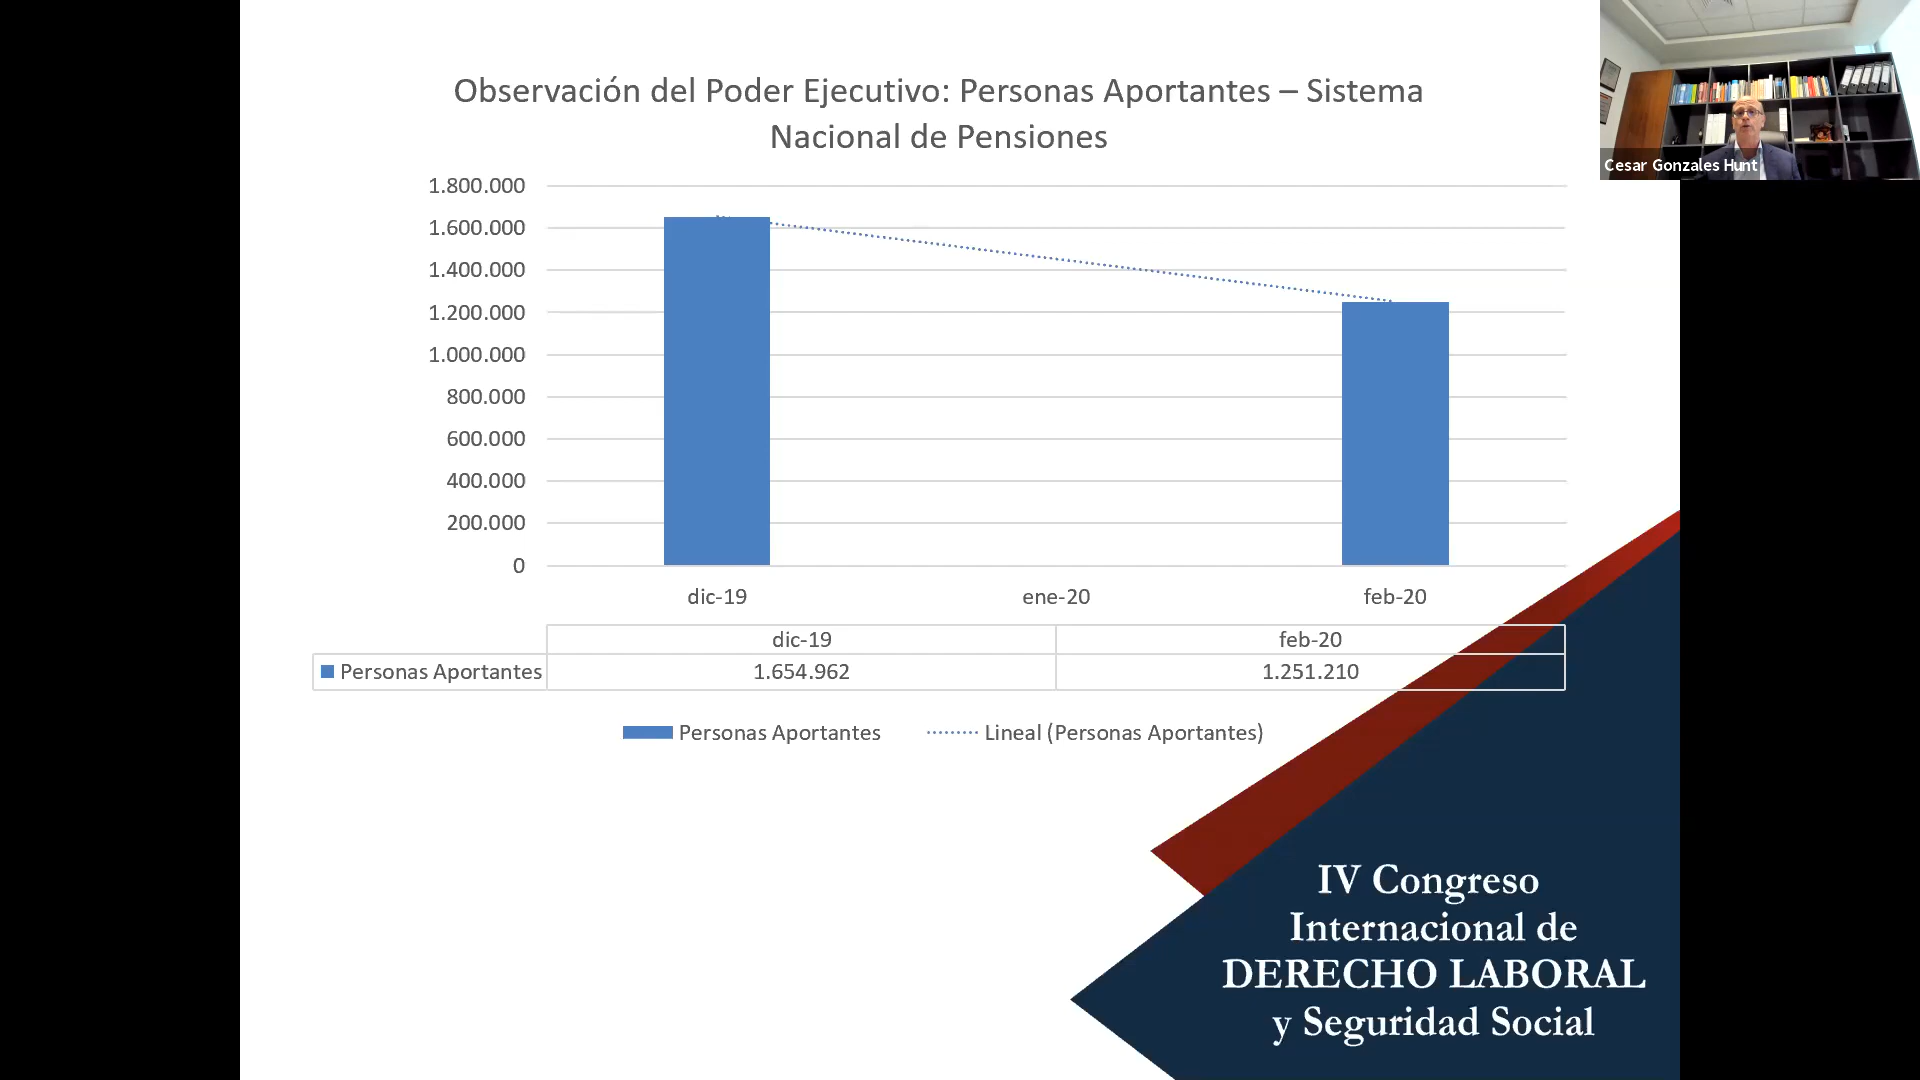 Observación del Poder Ejecutivo: Personas Aportantes – Sistema
Nacional de Pensiones
Cesar Gonzales Hunt
1.800.000
1.600.000
1.400.000
1.200.000
1.000.000
800.000
600.000
400.000
200.000
0
dic-19 ene-20 feb-20
dic-19 feb-20
Personas Aportantes 1.654.962 1.251.210
Personas Aportantes Lineal (Personas Aportantes)
IV Congreso
Internacional de
DERECHO LABORAL
y Seguridad Social